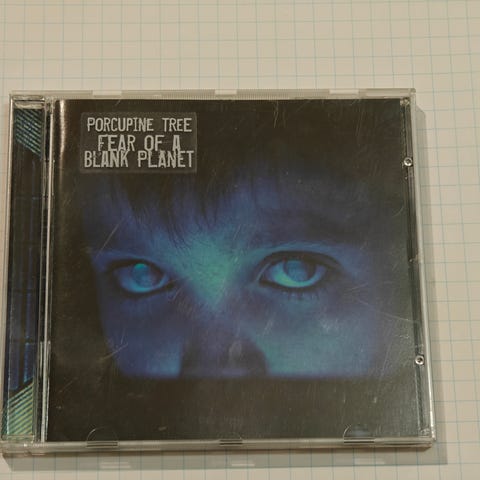 PORCUPINE TREE
FEAR OF A
BLANK PLANET